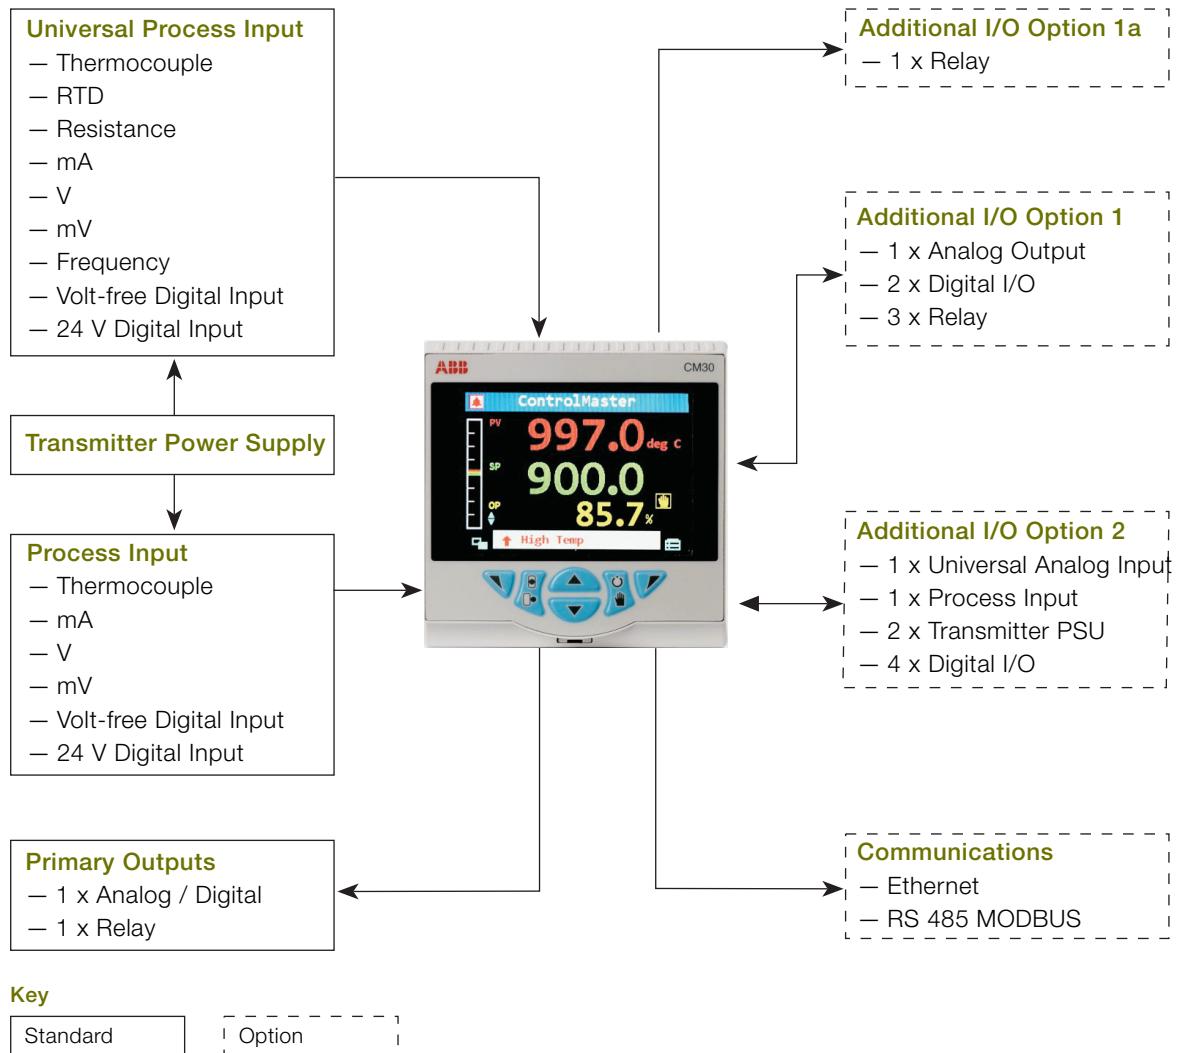 Universal Process Input
— Thermocouple
— RTD
— Resistance
— mA
— V
— mV
— Frequency
— Volt-free Digital Input
— 24 V Digital Input
Transmitter Power Supply
Process Input
— Thermocouple
— mA
— V
— mV
— Volt-free Digital Input
— 24 V Digital Input
Primary Outputs
— 1 x Analog / Digital
— 1 x Relay
ABB
CM30
ControlMaster
PV
997.0 deg C
SP
900.0
OP
85.7 %
High Temp
Additional I/O Option 1a
— 1 x Relay
Additional I/O Option 1
— 1 x Analog Output
— 2 x Digital I/O
— 3 x Relay
Additional I/O Option 2
— 1 x Universal Analog Input
— 1 x Process Input
— 2 x Transmitter PSU
— 4 x Digital I/O
Communications
— Ethernet
— RS 485 MODBUS
Key
Standard
Option